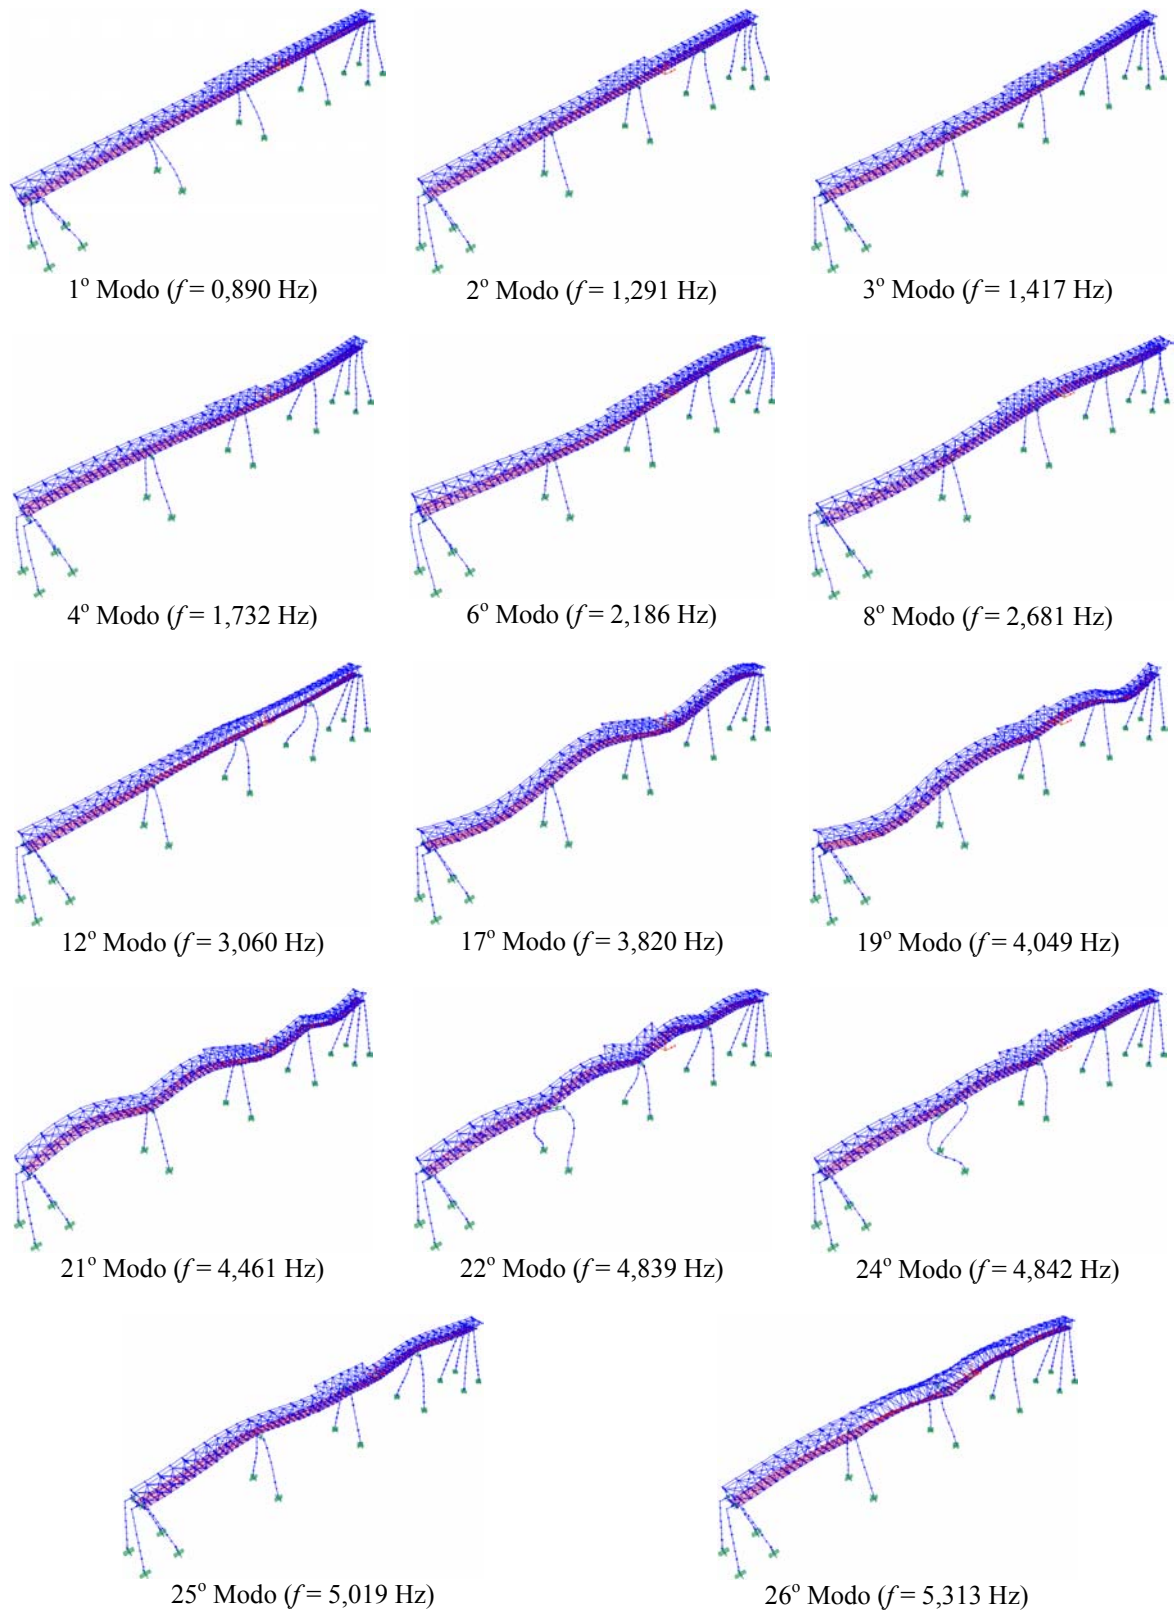 1º Modo (f = 0,890 Hz)
2º Modo (f = 1,291 Hz)
3º Modo (f = 1,417 Hz)
4º Modo (f = 1,732 Hz)
6º Modo (f = 2,186 Hz)
8º Modo (f = 2,681 Hz)
12º Modo (f = 3,060 Hz)
17º Modo (f = 3,820 Hz)
19º Modo (f = 4,049 Hz)
21º Modo (f = 4,461 Hz)
22º Modo (f = 4,839 Hz)
24º Modo (f = 4,842 Hz)
25º Modo (f = 5,019 Hz)
26º Modo (f = 5,313 Hz)